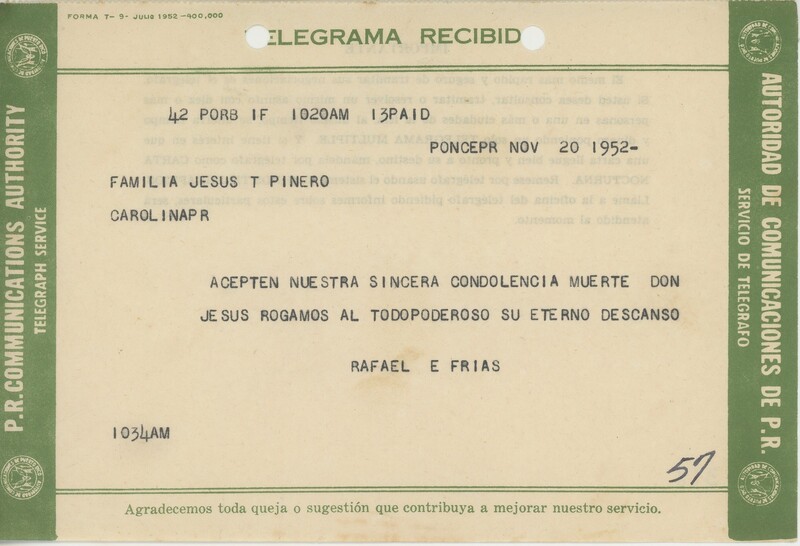 FORMA T- 9- JULIO 1952-400,000
TELEGRAMA RECIBIDO
42 PORB IF 1020AM 13PAID
PONCEPR NOV 20 1952-
FAMILIA JESUS T PINERO
CAROLINAPR
ACEPTEN NUESTRA SINCERA CONDOLENCIA MUERTE DON
JESUS ROGAMOS AL TODOPODEROSO SU ETERNO DESCANSO
RAFAEL E FRIAS
1034AM
57
Agradecemos toda queja o sugestión que contribuya a mejorar nuestro servicio.
P.R. COMMUNICATIONS AUTHORITY
TELEGRAPH SERVICE
AUTORIDAD DE COMUNICACIONES DE P.R.
SERVICIO DE TELEGRAFO